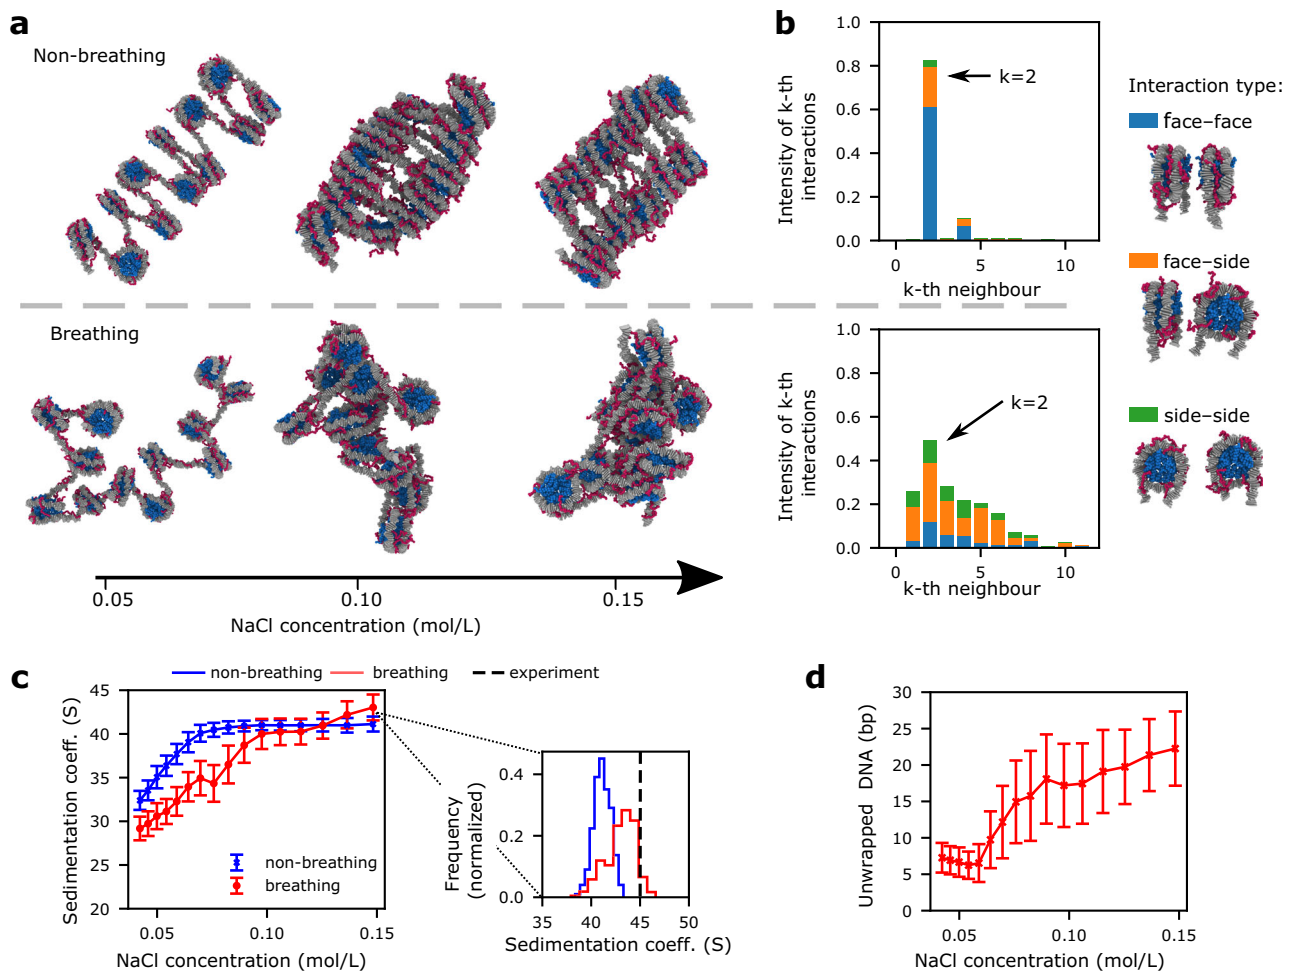 a
Non-breathing
Breathing
0.05
0.10
0.15
NaCl concentration (mol/L)
b
1.0
0.8
0.6
0.4
0.2
0.0
Intensity of k-th
interactions
k=2
0
5
10
k-th neighbour
1.0
0.8
0.6
0.4
0.2
0.0
Intensity of k-th
interactions
k=2
0
5
10
k-th neighbour
Interaction type:
face–face
face–side
side–side
c
non-breathing
breathing
experiment
45
40
35
30
25
20
Sedimentation coeff. (S)
non-breathing
breathing
0.05
0.10
0.15
NaCl concentration (mol/L)
0.4
0.2
0.0
Frequency
(normalized)
35
40
45
50
Sedimentation coeff. (S)
d
30
25
20
15
10
5
0
Unwrapped DNA (bp)
0.05
0.10
0.15
NaCl concentration (mol/L)